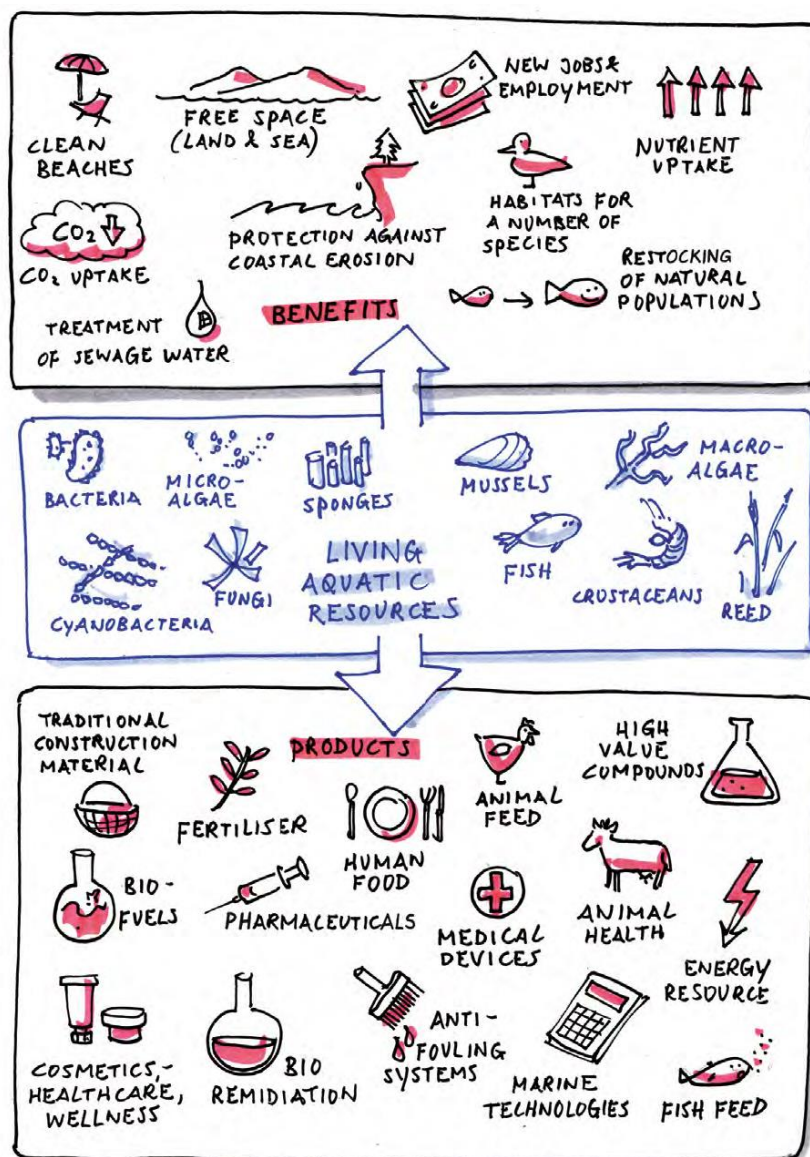 CLEAN
BEACHES
FREE SPACE
(LAND & SEA)
NEW JOBS &
EMPLOYMENT
NUTRIENT
UPTAKE
CO₂
CO₂ UPTAKE
PROTECTION AGAINST
COASTAL EROSION
HABITATS FOR
A NUMBER OF
SPECIES
RESTOCKING
OF NATURAL
POPULATIONS
TREATMENT
OF SEWAGE WATER
BENEFITS
BACTERIA
MICRO-
ALGAE
SPONGES
MUSSELS
MACRO-
ALGAE
CYANOBACTERIA
FUNGI
LIVING
AQUATIC
RESOURCES
FISH
CRUSTACEANS
REED
TRADITIONAL
CONSTRUCTION
MATERIAL
PRODUCTS
FERTILISER
HUMAN
FOOD
ANIMAL
FEED
HIGH
VALUE
COMPOUNDS
BIO-
FUELS
PHARMACEUTICALS
MEDICAL
DEVICES
ANIMAL
HEALTH
ENERGY
RESOURCE
COSMETICS,-
HEALTHCARE,
WELLNESS
BIO
REMIDIATION
ANTI-
FOULING
SYSTEMS
MARINE
TECHNOLOGIES
FISH FEED